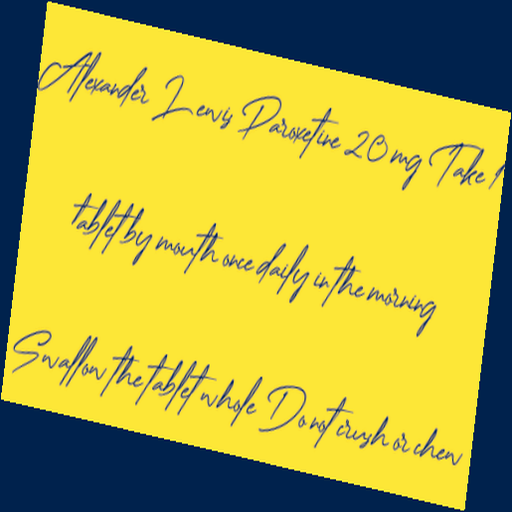 Alexander Lewis Paroxetine 20 mg Take 1
tablet by mouth once daily in the morning
Swallow the tablet whole Do not crush or chew